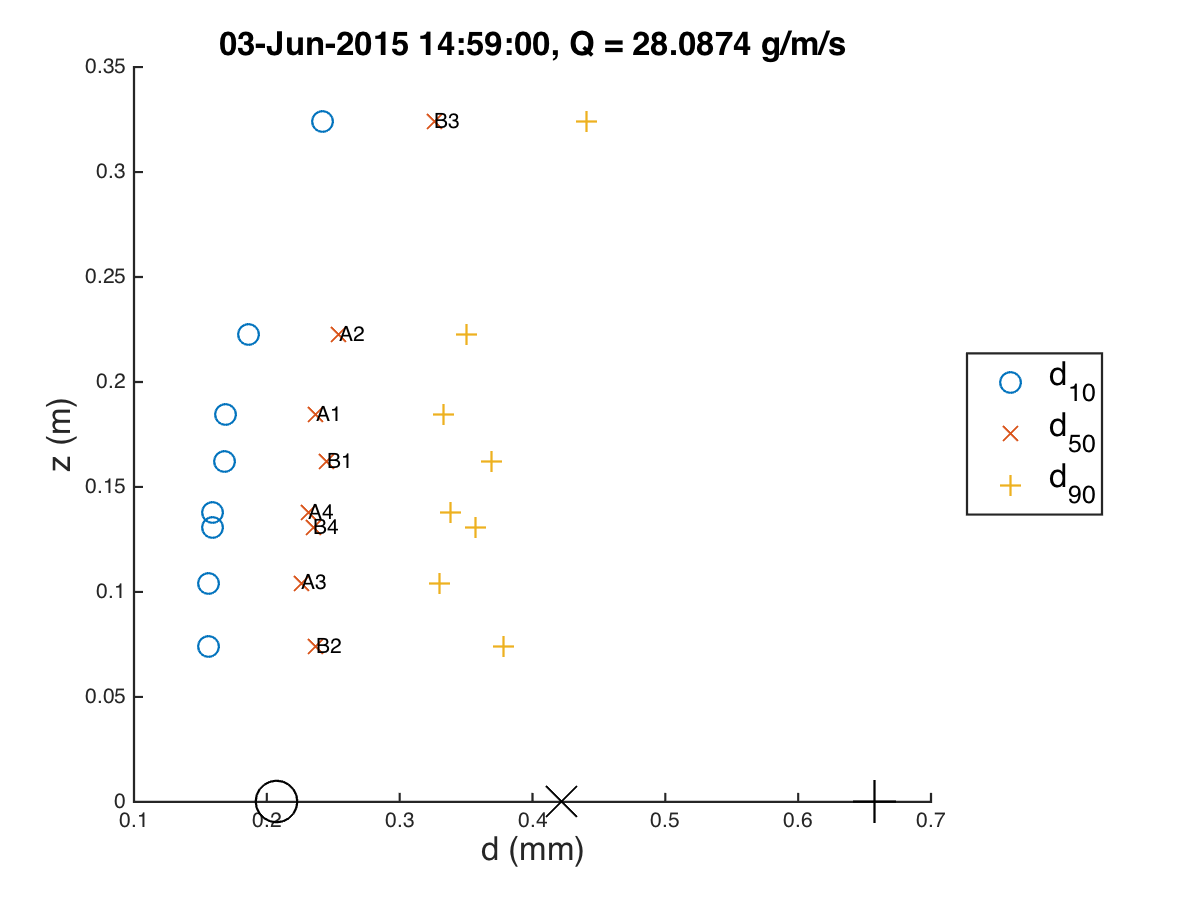 03-Jun-2015 14:59:00, Q = 28.0874 g/m/s
0.35
B3
0.3
0.25
A2
0.2
A1
B1
0.15
A4
B4
0.1
A3
B2
0.05
0
0.1 0.2 0.3 0.4 0.5 0.6 0.7
d (mm)
z (m)
d10
d50
d90